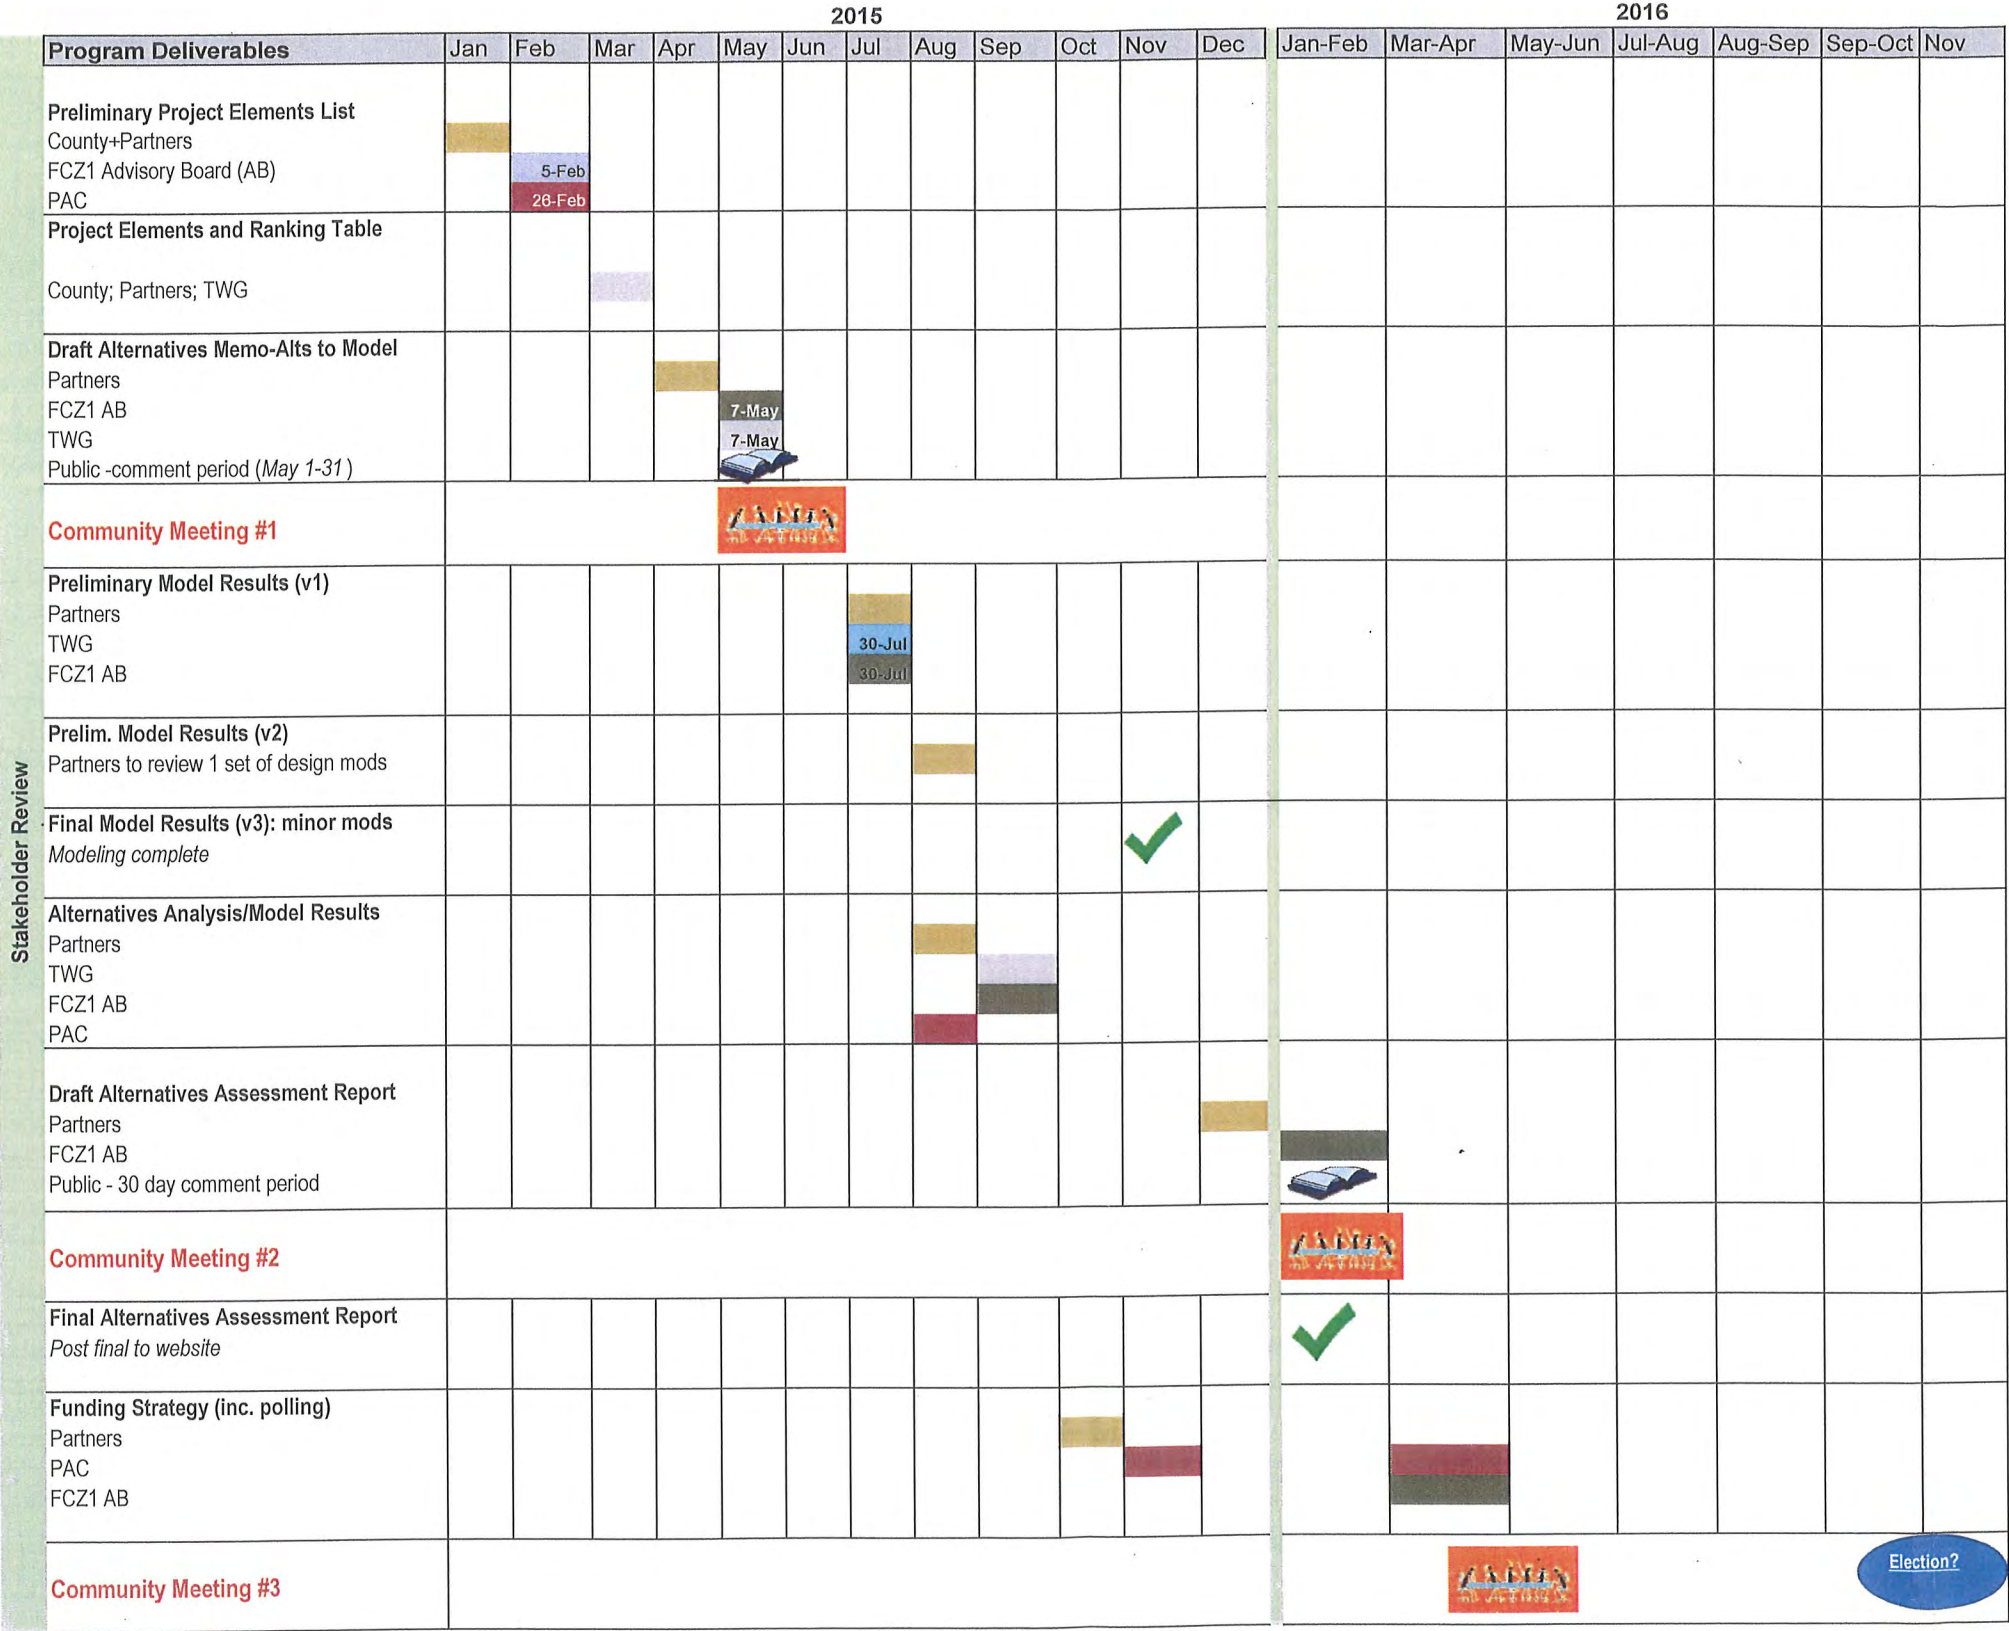 2015
2016
Program Deliverables Jan Feb Mar Apr May Jun Jul Aug Sep Oct Nov Dec Jan-Feb Mar-Apr May-Jun Jul-Aug Aug-Sep Sep-Oct Nov
Preliminary Project Elements List
County+Partners
FCZ1 Advisory Board (AB) 5-Feb
PAC 26-Feb
Project Elements and Ranking Table
County; Partners; TWG
Draft Alternatives Memo-Alts to Model
Partners
FCZ1 AB 7-May
TWG 7-May
Public -comment period (May 1-31)
Community Meeting #1
Preliminary Model Results (v1)
Partners
TWG 30-Jul
FCZ1 AB 30-Jul
Prelim. Model Results (v2)
Partners to review 1 set of design mods
Final Model Results (v3): minor mods
Modeling complete
Alternatives Analysis/Model Results
Partners
TWG
FCZ1 AB
PAC
Draft Alternatives Assessment Report
Partners
FCZ1 AB
Public - 30 day comment period
Community Meeting #2
Final Alternatives Assessment Report
Post final to website
Funding Strategy (inc. polling)
Partners
PAC
FCZ1 AB
Community Meeting #3 Election?
Stakeholder Review